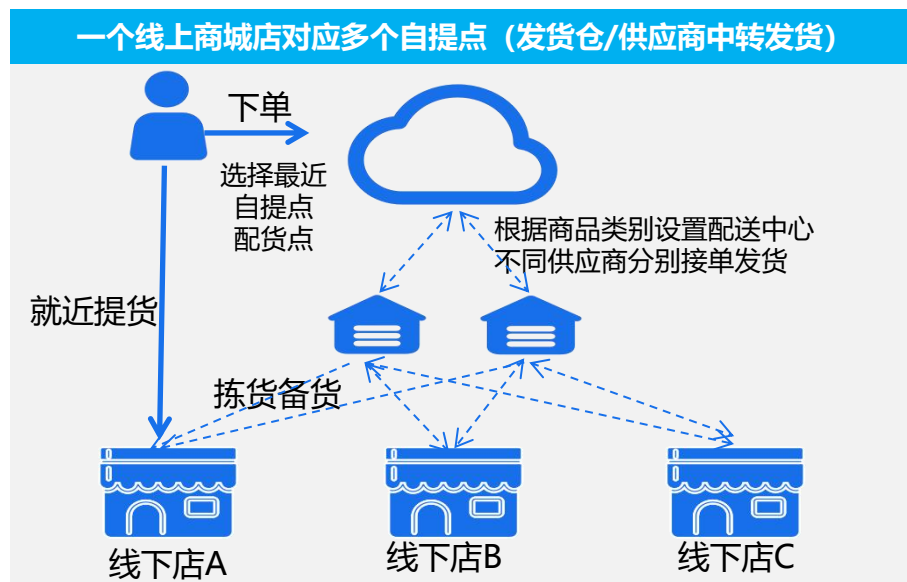 一个线上商城店对应多个自提点（发货仓/供应商中转发货）
下单
选择最近
自提点
配货点
根据商品类别设置配送中心
不同供应商分别接单发货
就近提货
拣货备货
线下店A
线下店B
线下店C